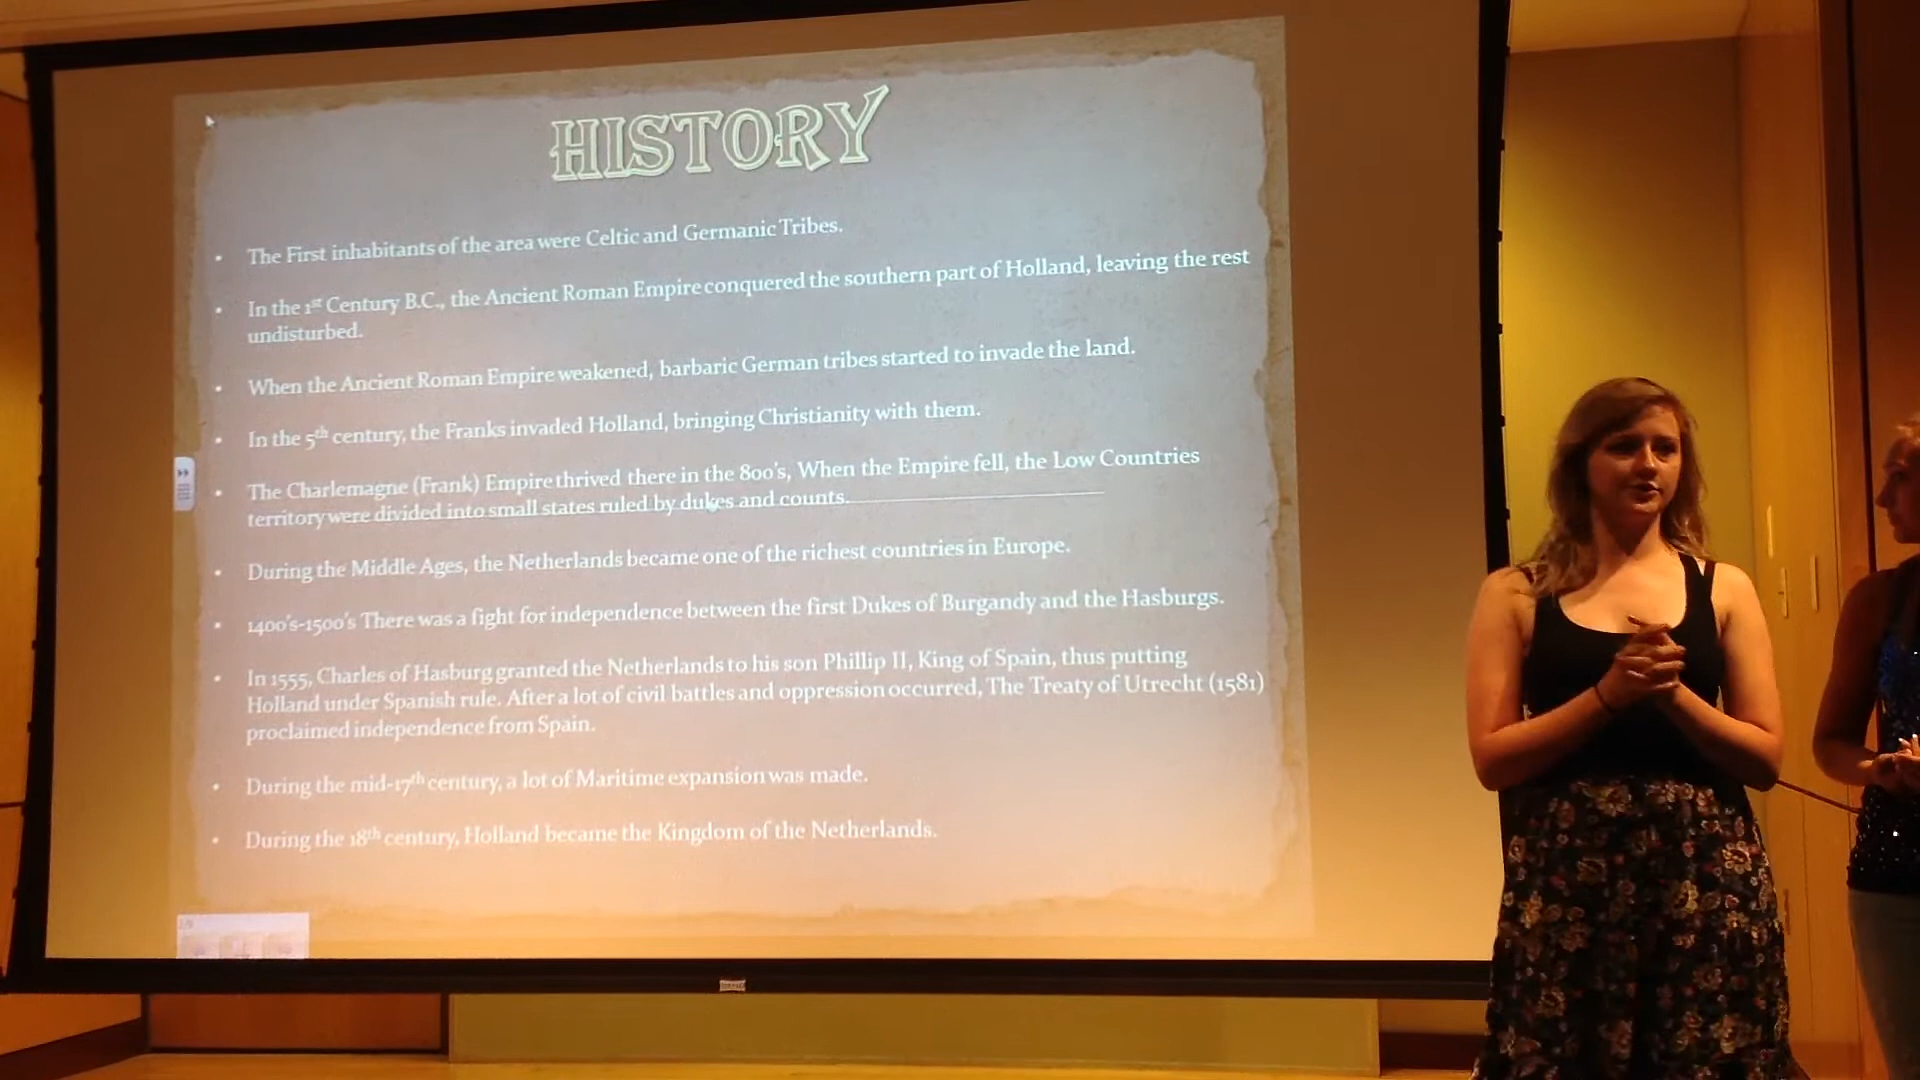 HISTORY
• The First inhabitants of the area were Celtic and Germanic Tribes.
• In the 1st Century B.C., the Ancient Roman Empire conquered the southern part of Holland, leaving the rest
undisturbed.
• When the Ancient Roman Empire weakened, barbaric German tribes started to invade the land.
• In the 5th century, the Franks invaded Holland, bringing Christianity with them.
• The Charlemagne (Frank) Empire thrived there in the 800's, When the Empire fell, the Low Countries
territory were divided into small states ruled by dukes and counts.
• During the Middle Ages, the Netherlands became one of the richest countries in Europe.
• 1400's-1500's There was a fight for independence between the first Dukes of Burgandy and the Hasburgs.
• In 1555, Charles of Hasburg granted the Netherlands to his son Phillip II, King of Spain, thus putting
Holland under Spanish rule. After a lot of civil battles and oppression occurred, The Treaty of Utrecht (1581)
proclaimed independence from Spain.
• During the mid-17th century, a lot of Maritime expansion was made.
• During the 18th century, Holland became the Kingdom of the Netherlands.